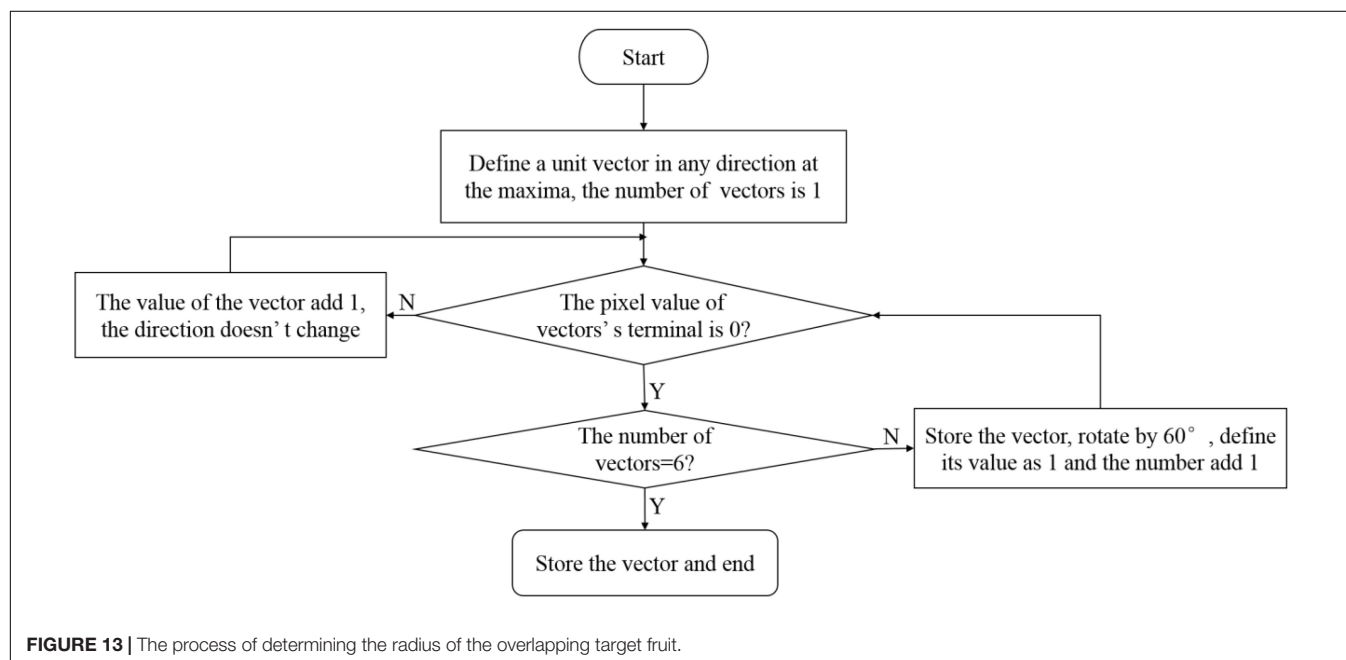 Start
Define a unit vector in any direction at
the maxima, the number of vectors is 1
The value of the vector add 1,
the direction doesn’t change
N
The pixel value of
vectors’s terminal is 0?
Y
The number of
vectors=6?
N
Store the vector, rotate by 60°, define
its value as 1 and the number add 1
Y
Store the vector and end
FIGURE 13 | The process of determining the radius of the overlapping target fruit.